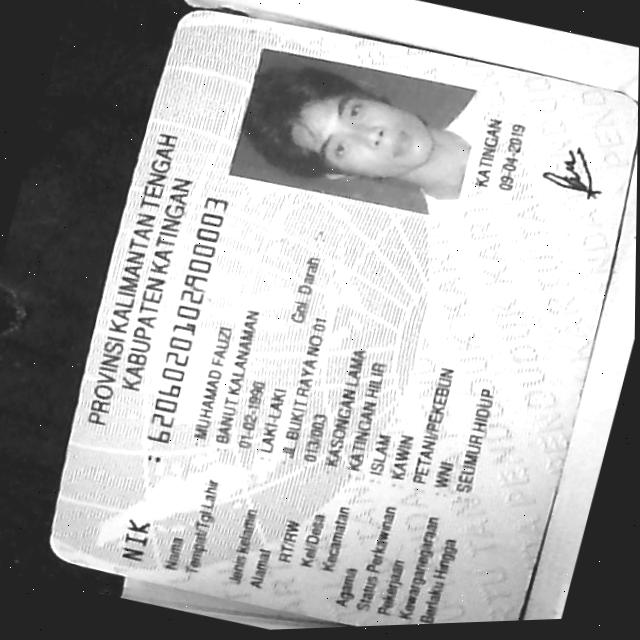 PROVINSI KALIMANTAN TENGAH
KABUPATEN KATINGAN
NIK : 6206020102900003
Nama : MUHAMAD FAUZI
Tempat/Tgl Lahir : BANUT KALANAMAN
01-02-1990
Jenis Kelamin : LAKI-LAKI Gol. Darah : -
Alamat : JL.BUKIT RAYA NO.01
RT/RW : 013/003
Kel/Desa : KASONGAN LAMA
Kecamatan : KATINGAN HILIR
Agama : ISLAM
Status Perkawinan : KAWIN
Pekerjaan : PETANI/PEKEBUN
Kewarganegaraan : WNI
Berlaku Hingga : SEUMUR HIDUP
KATINGAN
09-04-2019